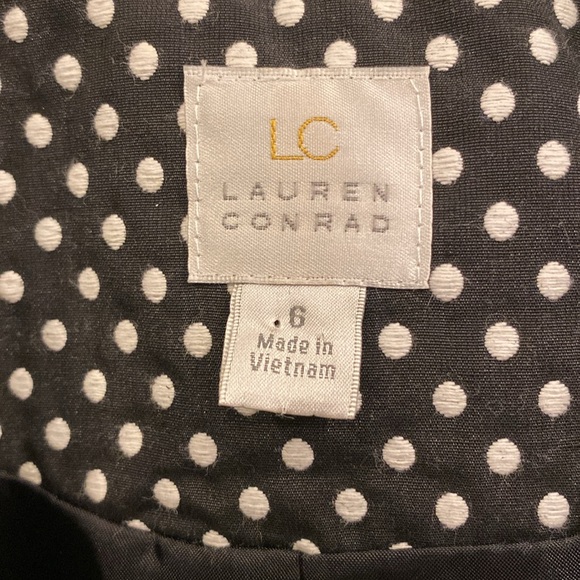 LC
LAUREN
CONRAD
6
Made in
Vietnam